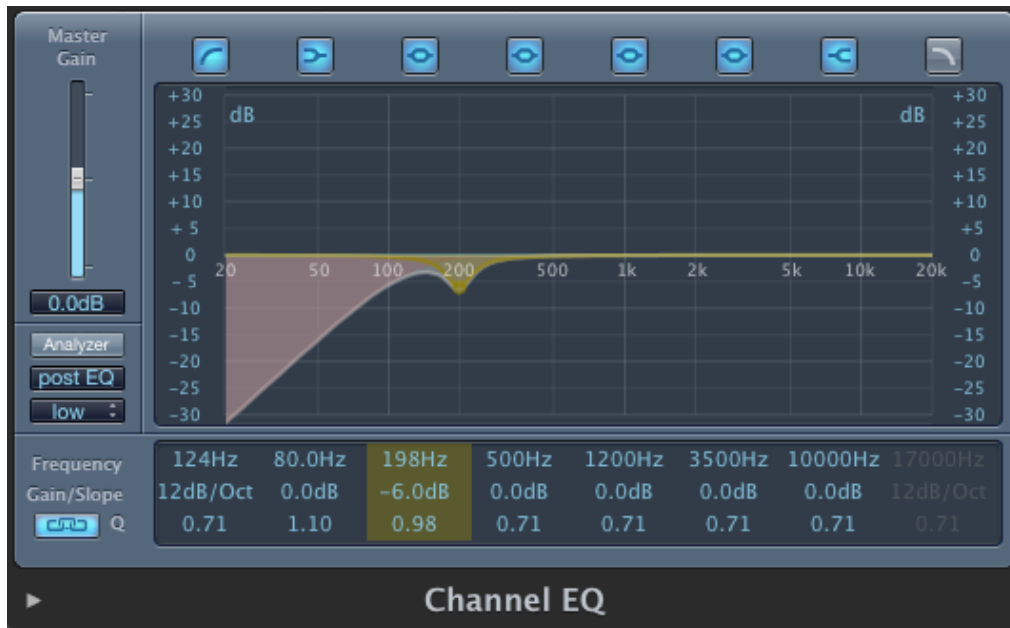 Master
Gain
+30
+25
+20
+15
+10
+ 5
0
- 5
-10
-15
-20
-25
-30
dB
dB
+30
+25
+20
+15
+10
+5
0
-5
-10
-15
-20
-25
-30
20 50 100 200 500 1k 2k 5k 10k 20k
0.0dB
Analyzer
post EQ
low
Frequency 124Hz 80.0Hz 198Hz 500Hz 1200Hz 3500Hz 10000Hz 17000Hz
Gain/Slope 12dB/Oct 0.0dB -6.0dB 0.0dB 0.0dB 0.0dB 0.0dB 12dB/Oct
Q 0.71 1.10 0.98 0.71 0.71 0.71 0.71 0.71
Channel EQ